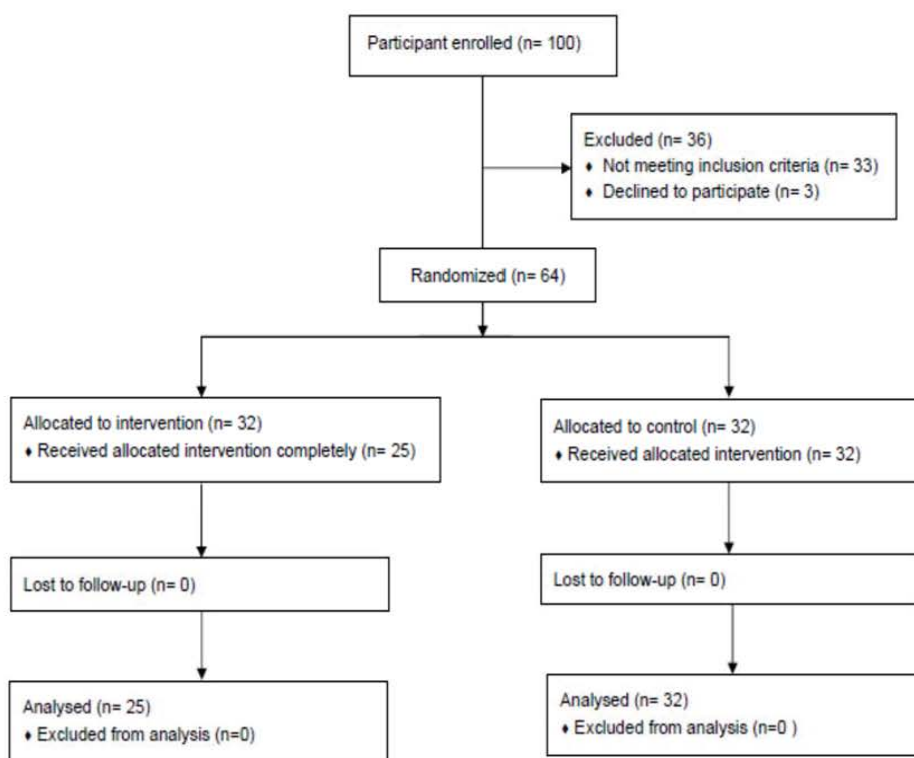 Participant enrolled (n= 100)
Excluded (n= 36)
♦ Not meeting inclusion criteria (n= 33)
♦ Declined to participate (n= 3)
Randomized (n= 64)
Allocated to intervention (n= 32)
♦ Received allocated intervention completely (n= 25)
Allocated to control (n= 32)
♦ Received allocated intervention (n= 32)
Lost to follow-up (n= 0)
Lost to follow-up (n= 0)
Analysed (n= 25)
♦ Excluded from analysis (n=0)
Analysed (n= 32)
♦ Excluded from analysis (n=0 )